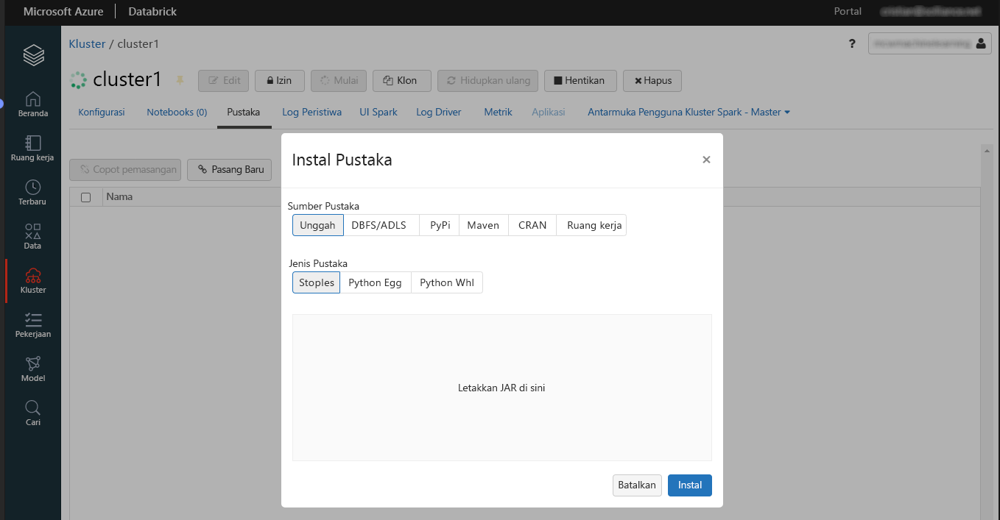 Microsoft Azure | Databrick
Portal
Kluster / cluster1
?
cluster1
Edit
Izin
Mulai
Klon
Hidupkan ulang
Hentikan
Hapus
Konfigurasi
Notebooks (0)
Pustaka
Log Peristiwa
UI Spark
Log Driver
Metrik
Aplikasi
Antarmuka Pengguna Kluster Spark - Master
Beranda
Ruang kerja
Terbaru
Data
Kluster
Pekerjaan
Model
Cari
Copot pemasangan
Pasang Baru
Nama
Instal Pustaka
Sumber Pustaka
Unggah
DBFS/ADLS
PyPi
Maven
CRAN
Ruang kerja
Jenis Pustaka
Stoples
Python Egg
Python Whl
Letakkan JAR di sini
Batalkan
Instal